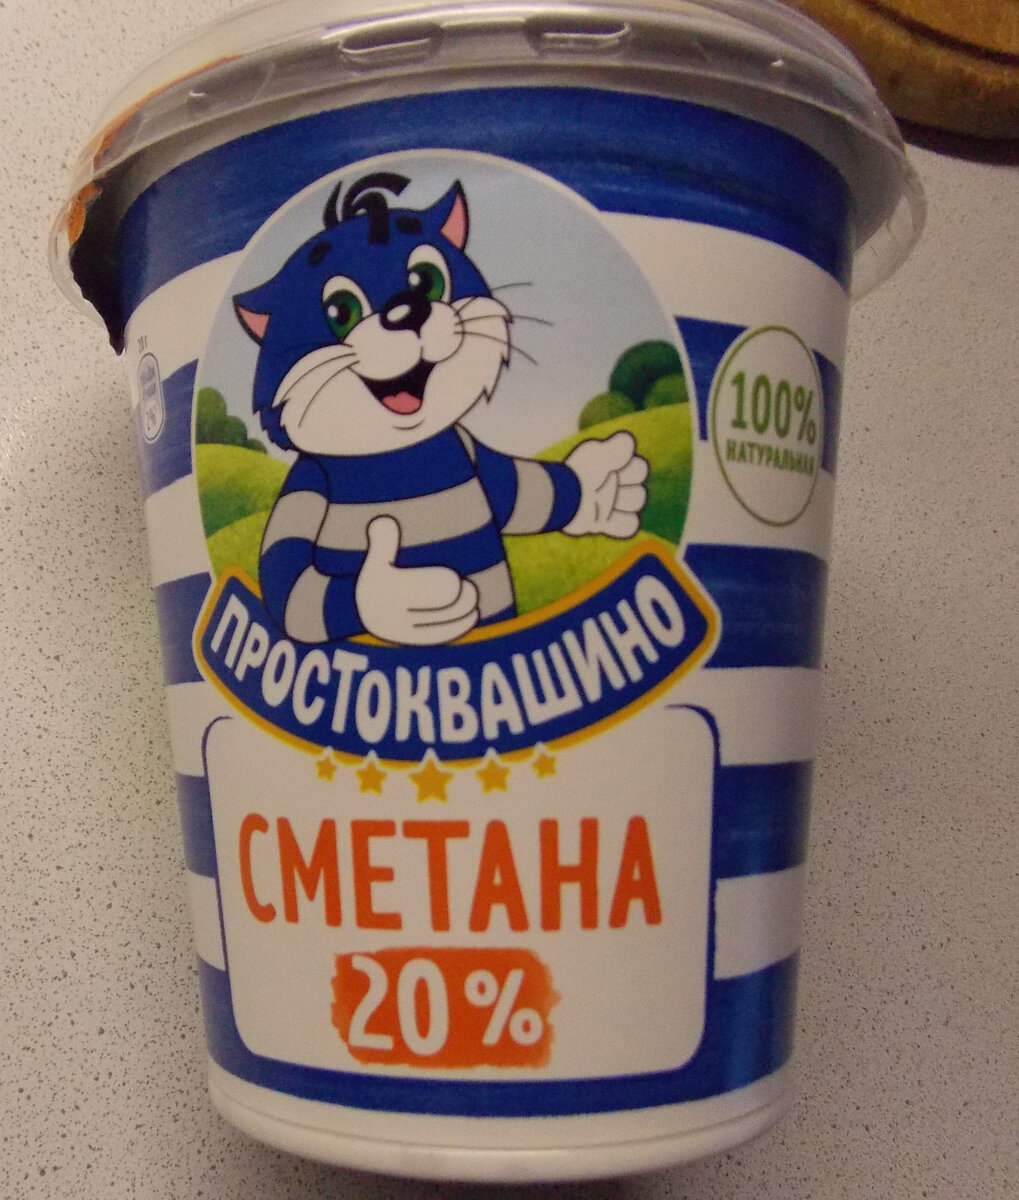 100%
НАТУРАЛЬНАЯ
ПРОСТОКВАШИНО
СМЕТАНА
20%